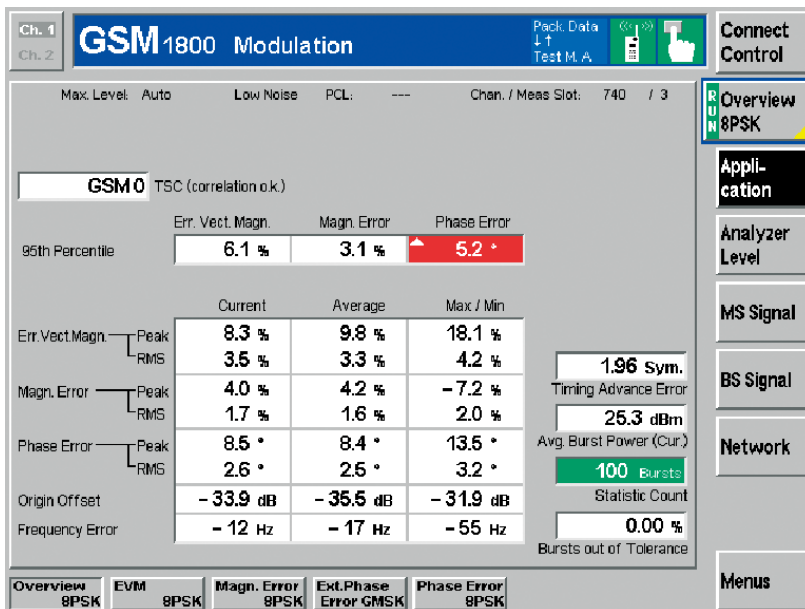 Ch. 1
Ch. 2
GSM 1800 Modulation
Pack. Data
Test M. A
Connect Control
Max. Level: Auto Low Noise PCL: --- Chan. / Meas Slot: 740 / 3
RUN
Overview 8PSK
GSM 0 TSC (correlation o.k.)
Appli-cation
Err. Vect. Magn. Magn. Error Phase Error
95th Percentile 6.1 % 3.1 % 5.2 °
Analyzer Level
Current Average Max / Min
MS Signal
Err.Vect.Magn. Peak 8.3 % 9.8 % 18.1 %
RMS 3.5 % 3.3 % 4.2 %
1.96 Sym.
Timing Advance Error
BS Signal
Magn. Error Peak 4.0 % 4.2 % – 7.2 %
RMS 1.7 % 1.6 % 2.0 %
25.3 dBm
Avg. Burst Power (Cur.)
Network
Phase Error Peak 8.5 ° 8.4 ° 13.5 °
RMS 2.6 ° 2.5 ° 3.2 °
100 Bursts
Statistic Count
Origin Offset – 33.9 dB – 35.5 dB – 31.9 dB
Frequency Error – 12 Hz – 17 Hz – 55 Hz
0.00 %
Bursts out of Tolerance
Overview 8PSK
EVM 8PSK
Magn. Error 8PSK
Ext.Phase Error GMSK
Phase Error 8PSK
Menus